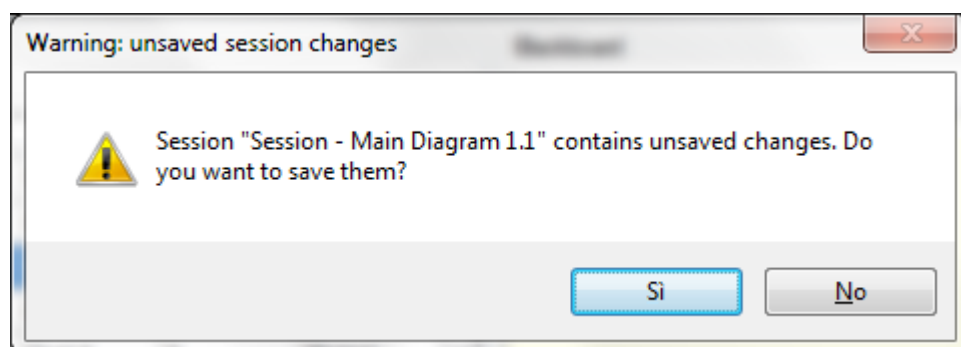 Warning: unsaved session changes
Session "Session - Main Diagram 1.1" contains unsaved changes. Do
you want to save them?
Sì
No